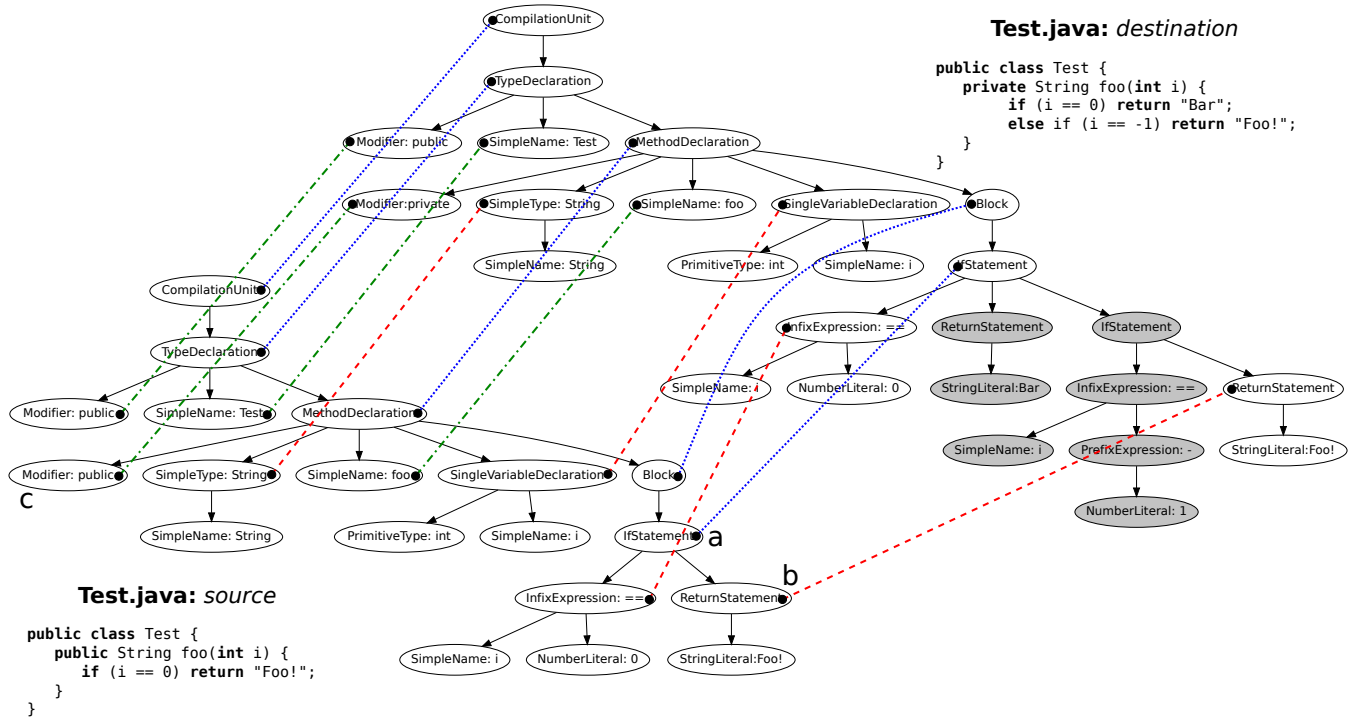 CompilationUnit
Test.java: destination
public class Test {
private String foo(int i) {
if (i == 0) return "Bar";
else if (i == -1) return "Foo!";
}
}
TypeDeclaration
Modifier: public
SimpleName: Test
MethodDeclaration
Modifier:private
SimpleType: String
SimpleName: foo
SingleVariableDeclaration
Block
SimpleName: String
PrimitiveType: int
SimpleName: i
IfStatement
CompilationUnit
InfixExpression: ==
ReturnStatement
IfStatement
TypeDeclaration
SimpleName: i
NumberLiteral: 0
StringLiteral:Bar
InfixExpression: ==
ReturnStatement
Modifier: public
SimpleName: Test
MethodDeclaration
SimpleName: i
PrefixExpression: -
StringLiteral:Foo!
Modifier: public
SimpleType: String
SimpleName: foo
SingleVariableDeclaration
Block
c
NumberLiteral: 1
SimpleName: String
PrimitiveType: int
SimpleName: i
IfStatement
a
b
Test.java: source
InfixExpression: ==
ReturnStatement
public class Test {
public String foo(int i) {
if (i == 0) return "Foo!";
}
}
SimpleName: i
NumberLiteral: 0
StringLiteral:Foo!